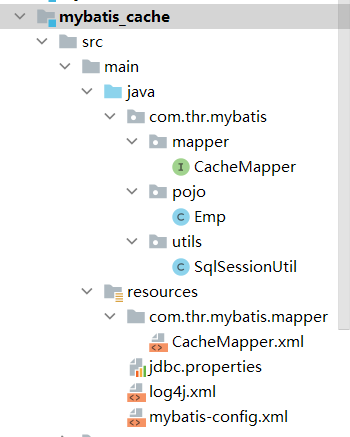 mybatis_cache
src
main
java
com.thr.mybatis
mapper
CacheMapper
pojo
Emp
utils
SqlSessionUtil
resources
com.thr.mybatis.mapper
CacheMapper.xml
jdbc.properties
log4j.xml
mybatis-config.xml